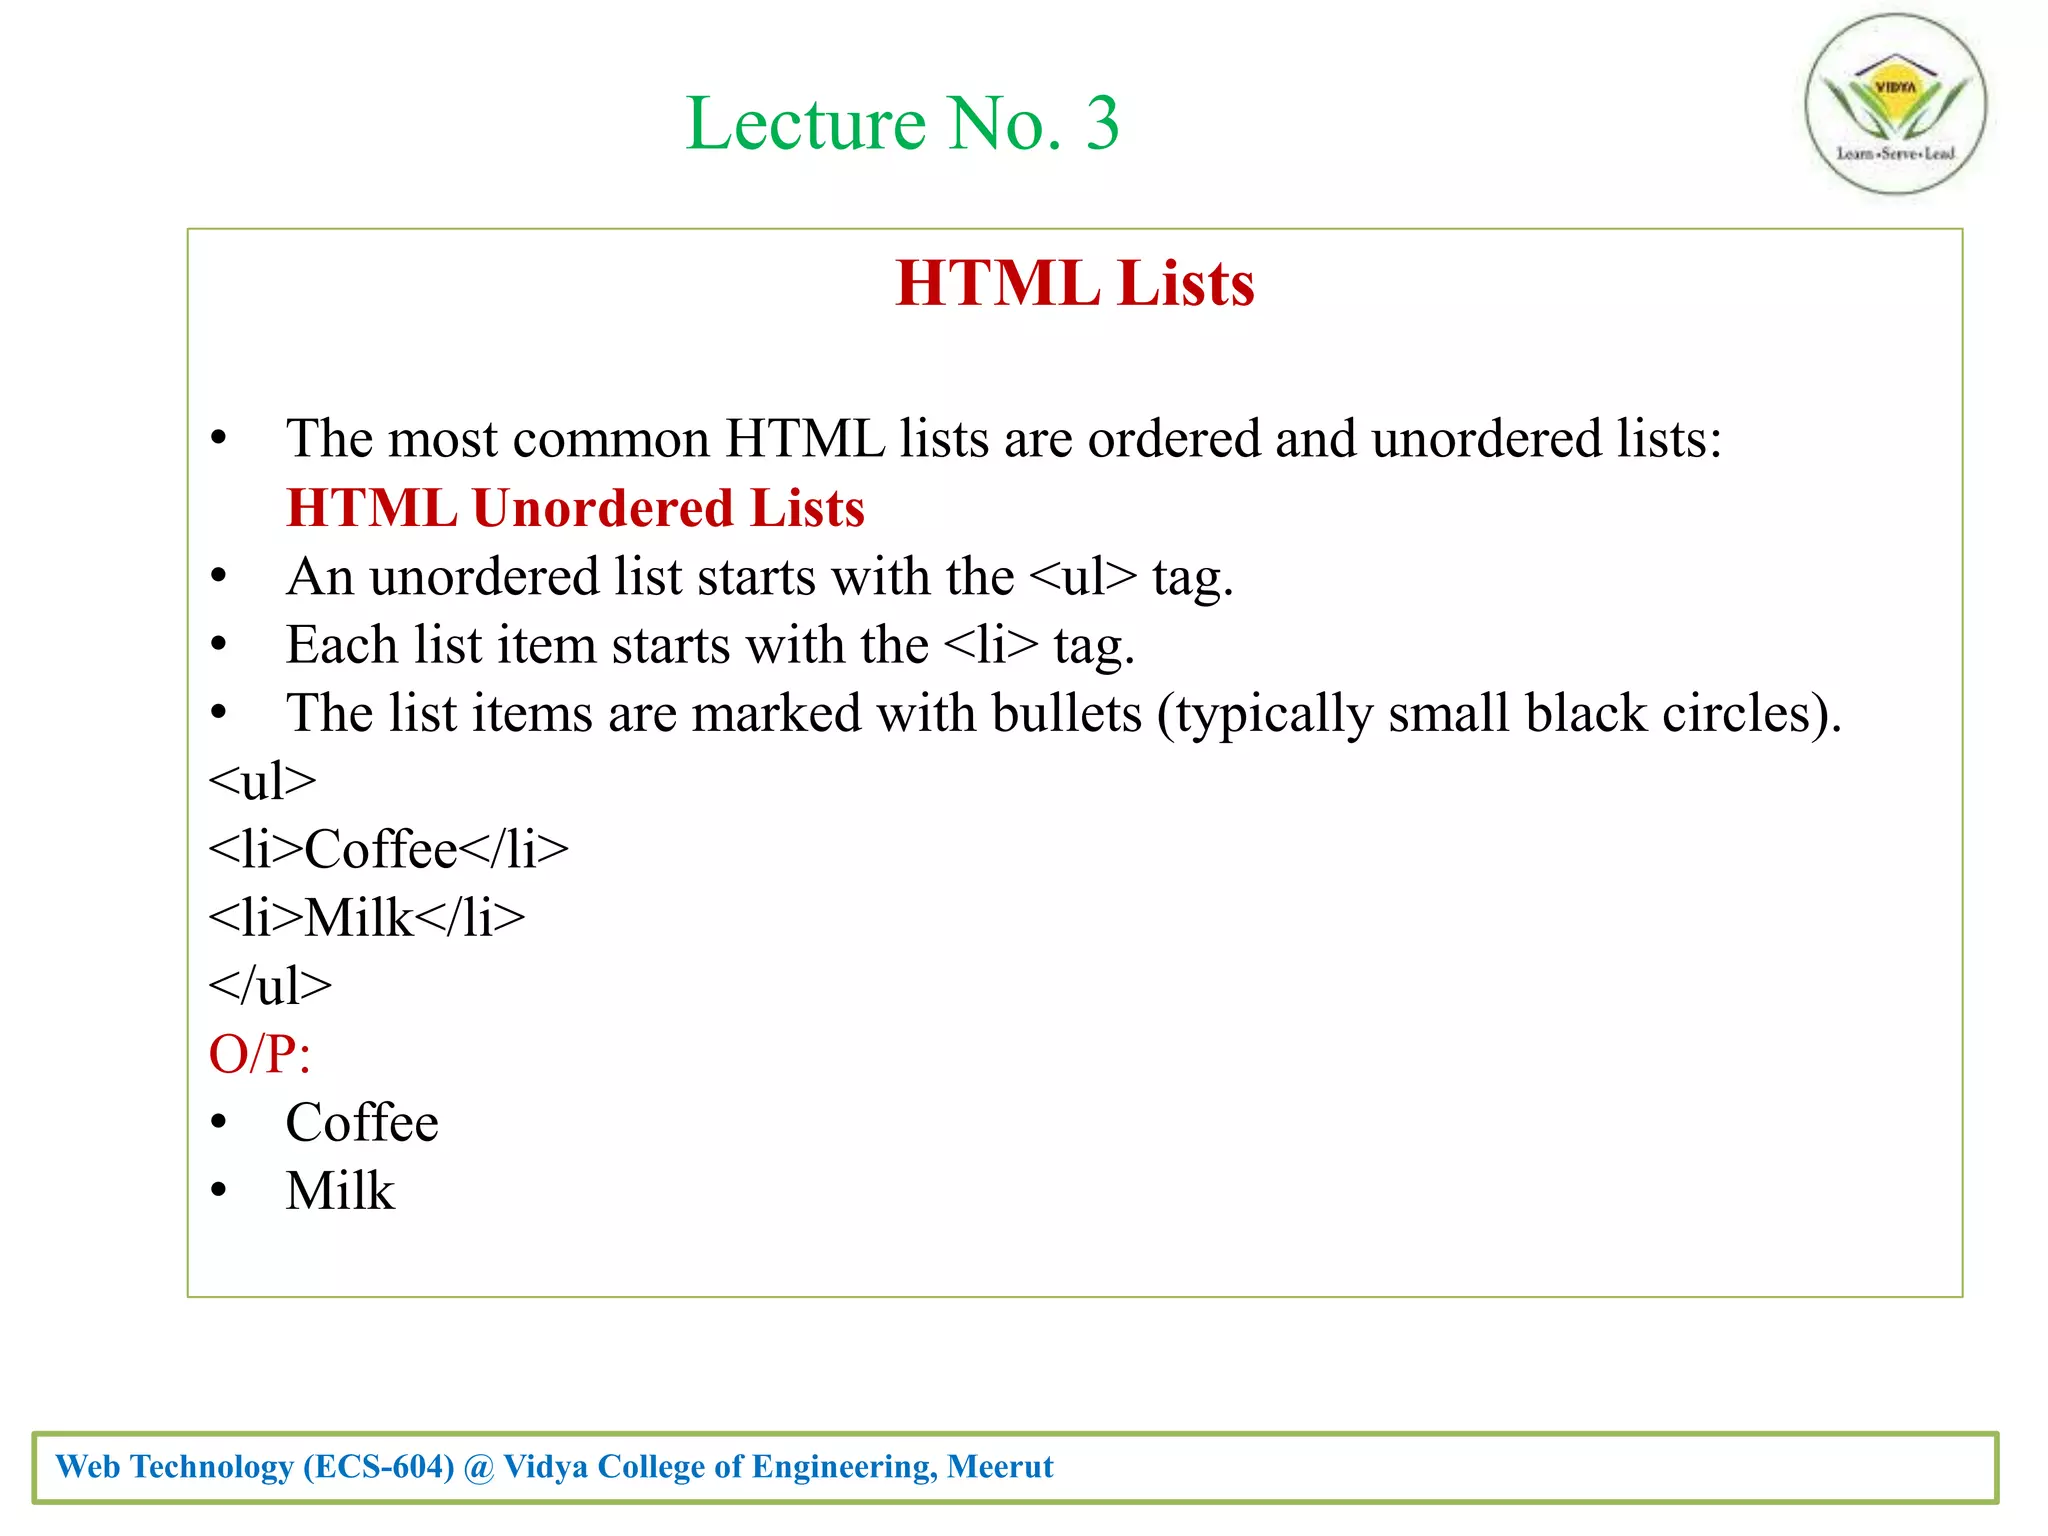 Lecture No. 3
VIDYA
Learn•Serve•Lead
HTML Lists
• The most common HTML lists are ordered and unordered lists:
HTML Unordered Lists
• An unordered list starts with the <ul> tag.
• Each list item starts with the <li> tag.
• The list items are marked with bullets (typically small black circles).
<ul>
<li>Coffee</li>
<li>Milk</li>
</ul>
O/P:
• Coffee
• Milk
Web Technology (ECS-604) @ Vidya College of Engineering, Meerut